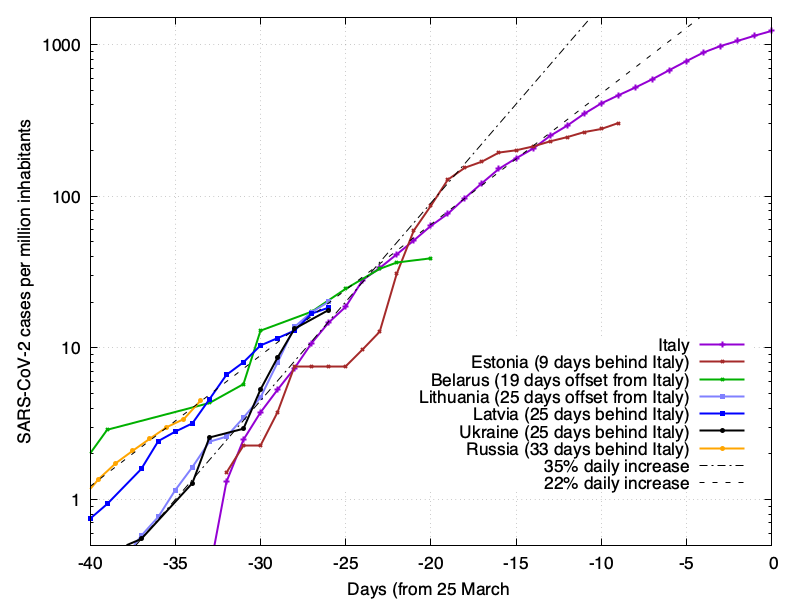 1000
100
10
1
SARS-CoV-2 cases per million inhabitants
Italy
Estonia (9 days behind Italy)
Belarus (19 days offset from Italy)
Lithuania (25 days offset from Italy)
Latvia (25 days behind Italy)
Ukraine (25 days behind Italy)
Russia (33 days behind Italy)
35% daily increase
22% daily increase
-40 -35 -30 -25 -20 -15 -10 -5 0
Days (from 25 March